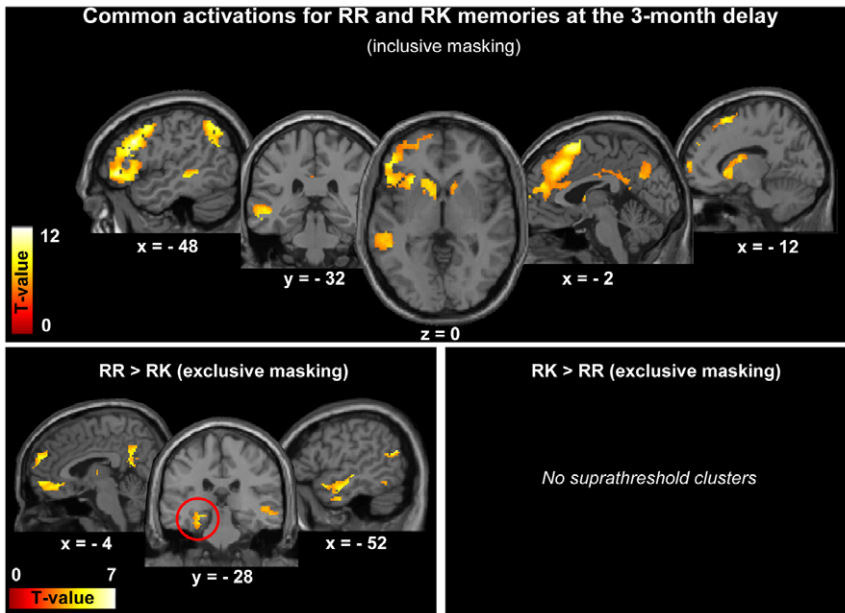 Common activations for RR and RK memories at the 3-month delay
(inclusive masking)
12
T-value
0
x = - 48
y = - 32
z = 0
x = - 2
x = - 12
RR > RK (exclusive masking)
x = - 4
y = - 28
x = - 52
0 7
T-value
RK > RR (exclusive masking)
No suprathreshold clusters